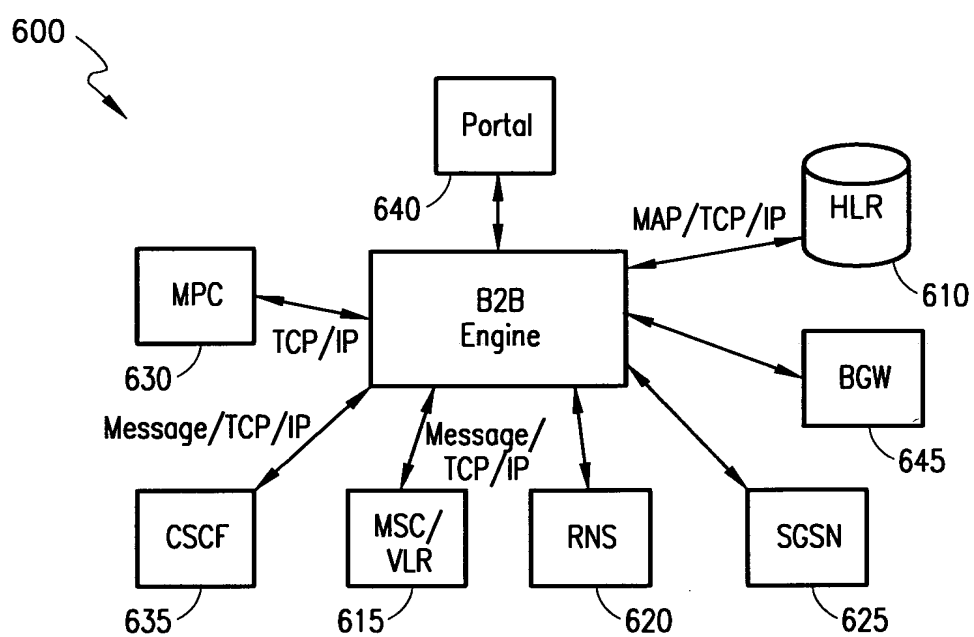 600
Portal
640
MAP/TCP/IP
HLR
610
MPC
630
TCP/IP
B2B
Engine
BGW
645
Message/TCP/IP
Message/
TCP/IP
CSCF
635
MSC/
VLR
615
RNS
620
SGSN
625